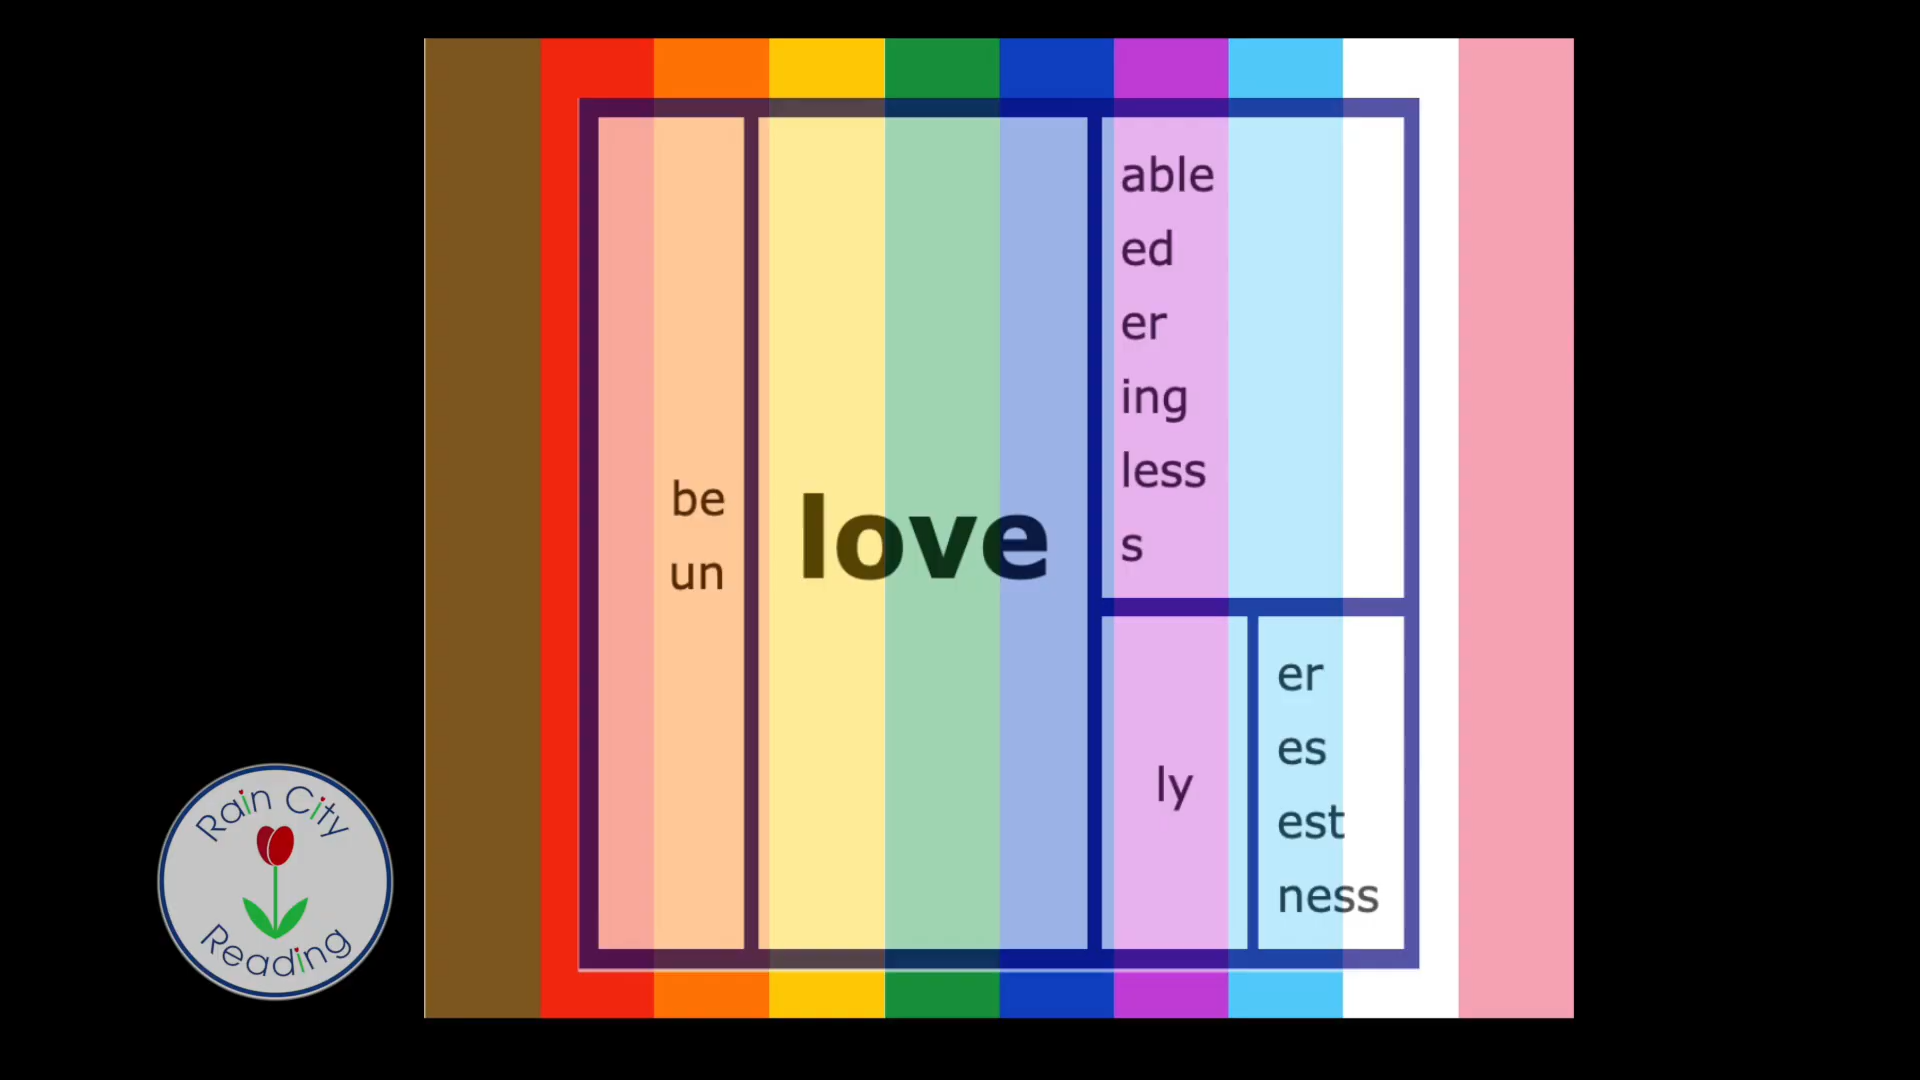 be
un
love
able
ed
er
ing
less
s
ly
er
es
est
ness
Rain City
Reading